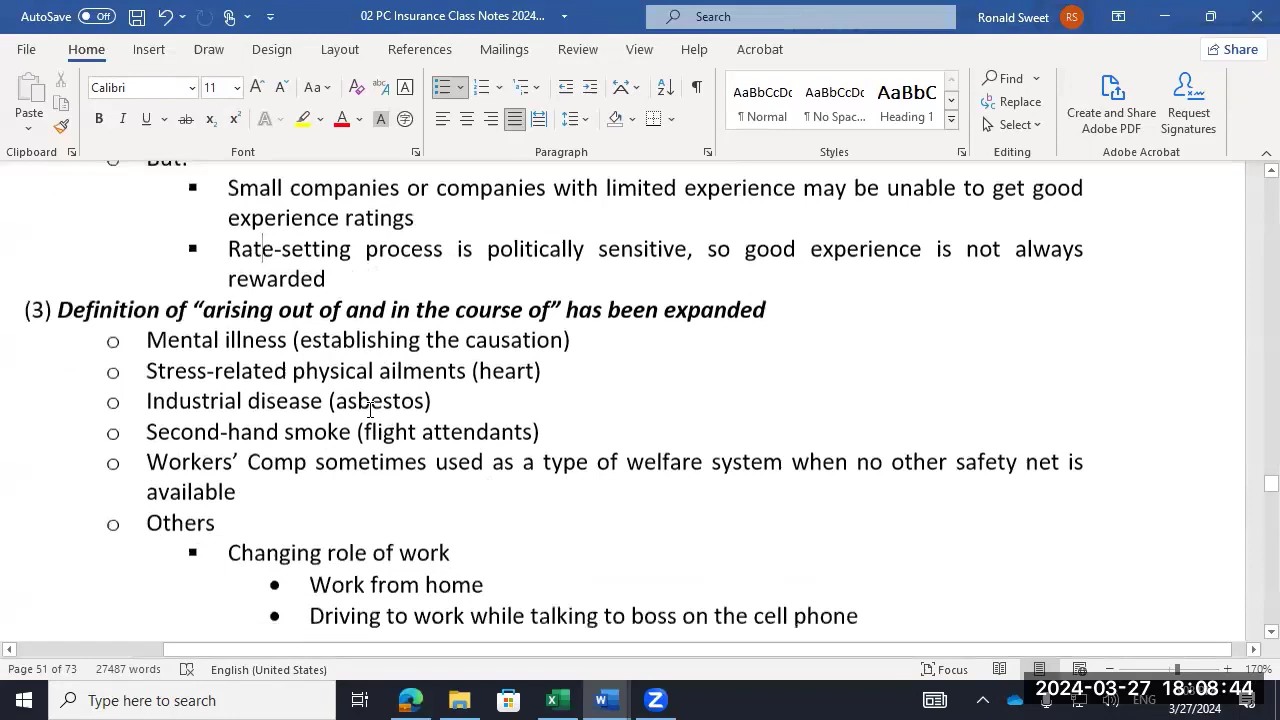 AutoSave Off 02 PC Insurance Class Notes 2024... Search Ronald Sweet RS
File Home Insert Draw Design Layout References Mailings Review View Help Acrobat Share
Paste Calibri 11 AaBbCcDc AaBbCcDc AaBbC Find Replace Select Create and Share Adobe PDF Request Signatures
¶ Normal ¶ No Spac... Heading 1
Clipboard Font Paragraph Styles Editing Adobe Acrobat
o But:
▪ Small companies or companies with limited experience may be unable to get good
experience ratings
▪ Rate-setting process is politically sensitive, so good experience is not always
rewarded
(3) Definition of “arising out of and in the course of” has been expanded
o Mental illness (establishing the causation)
o Stress-related physical ailments (heart)
o Industrial disease (asbestos)
o Second-hand smoke (flight attendants)
o Workers’ Comp sometimes used as a type of welfare system when no other safety net is
available
o Others
▪ Changing role of work
• Work from home
• Driving to work while talking to boss on the cell phone
Page 51 of 73 27487 words English (United States) Focus 170%
Type here to search ENG 2024-03-27 18:08:44
3/27/2024